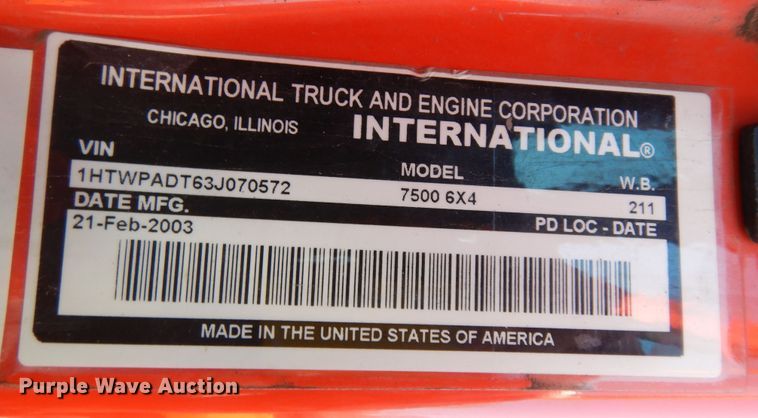 INTERNATIONAL TRUCK AND ENGINE CORPORATION
CHICAGO, ILLINOIS INTERNATIONAL®
VIN MODEL W.B.
1HTWPADT63J070572 7500 6X4 211
DATE MFG. PD LOC - DATE
21-Feb-2003
MADE IN THE UNITED STATES OF AMERICA
Purple Wave Auction